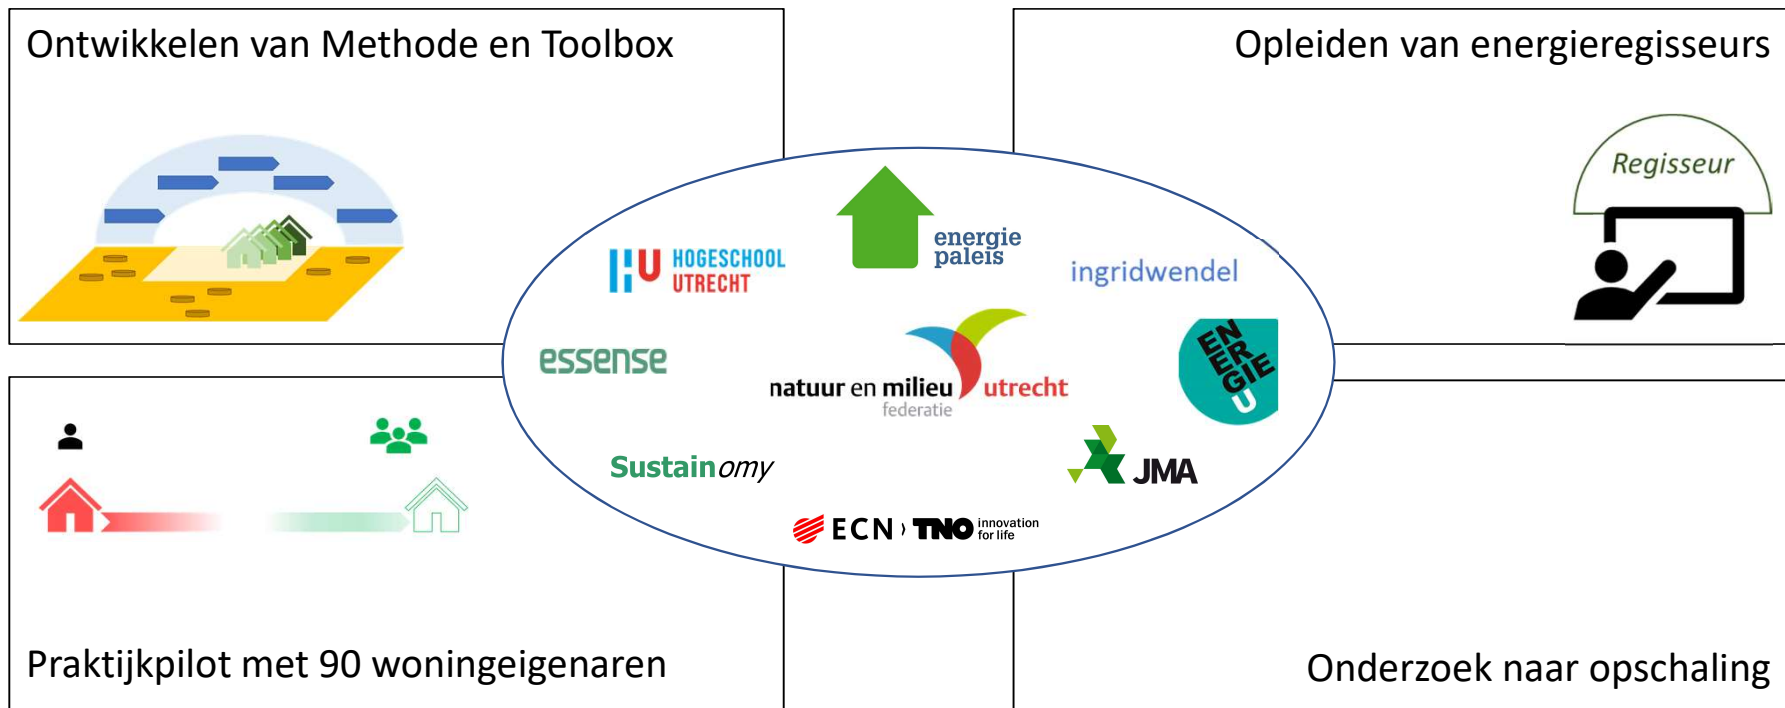 Ontwikkelen van Methode en Toolbox
Opleiden van energieregisseurs
Regisseur
energie
paleis
HU HOGESCHOOL
UTRECHT
ingridwendel
essense
natuur en milieu utrecht
federatie
EN
ER
GIE
U
Sustainomy
JMA
ECN TNO innovation
for life
Praktijkpilot met 90 woningeigenaren
Onderzoek naar opschaling